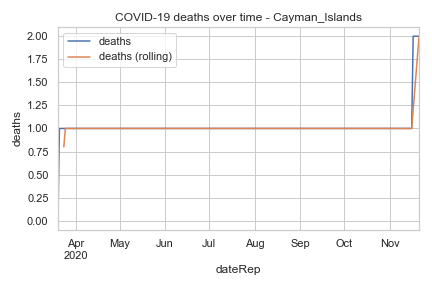 COVID-19 deaths over time - Cayman_Islands
deaths
deaths (rolling)
2.00
1.75
1.50
1.25
1.00
0.75
0.50
0.25
0.00
deaths
Apr May Jun Jul Aug Sep Oct Nov
2020
dateRep